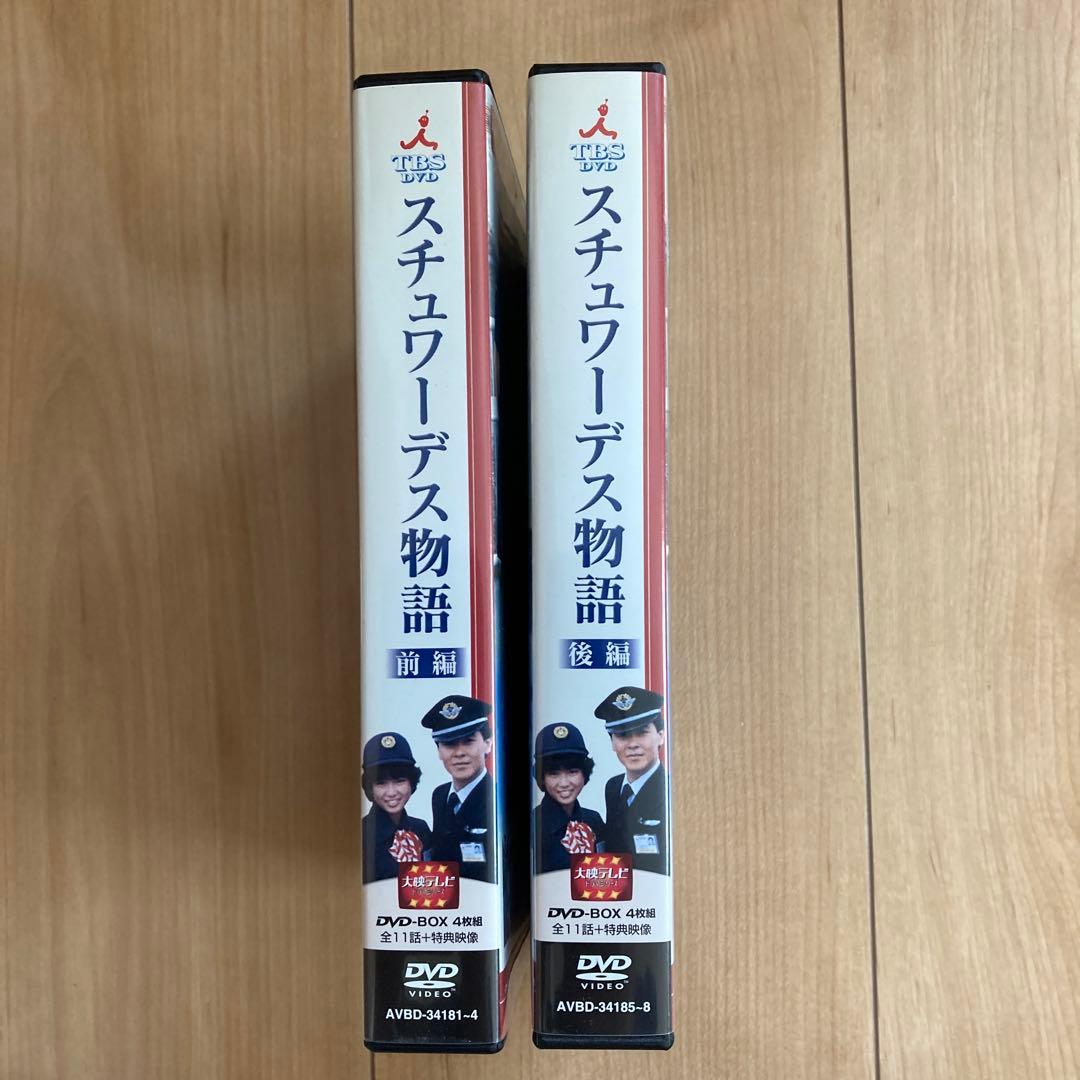 TBS
DVD
スチュワーデス物語
前編
大映テレビ
DVD-BOX 4枚組
全11話+特典映像
DVD
VIDEO™
AVBD-34181~4
TBS
DVD
スチュワーデス物語
後編
大映テレビ
DVD-BOX 4枚組
全11話+特典映像
DVD
VIDEO™
AVBD-34185~8